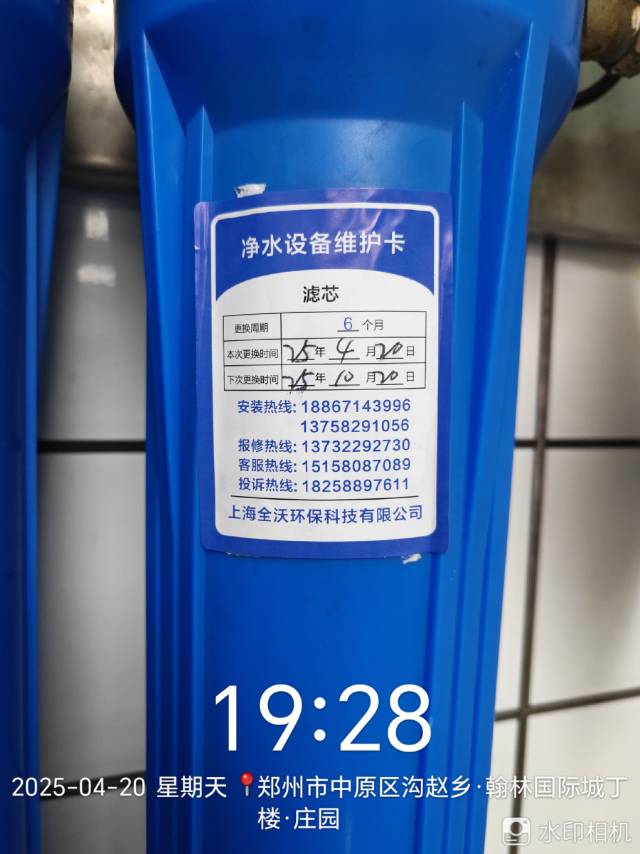 净水设备维护卡
滤芯
更换周期 6 个月
本次更换时间 25 年 4 月 20 日
下次更换时间 25 年 10 月 20 日
安装热线: 18867143996
13758291056
报修热线: 13732292730
客服热线: 15158087089
投诉热线: 18258897611
上海全沃环保科技有限公司
19:28
2025-04-20 星期天 📍郑州市中原区沟赵乡·翰林国际城丁
楼·庄园
水印相机